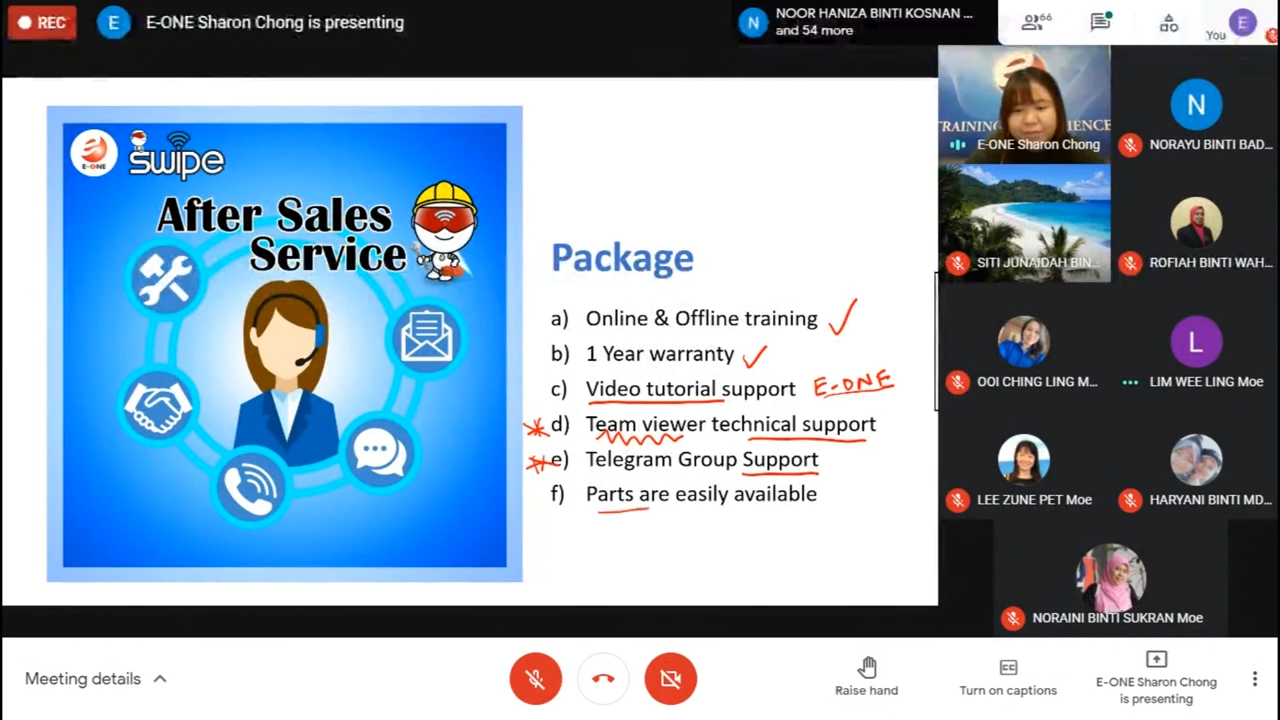 REC
E
E-ONE Sharon Chong is presenting
N
NOOR HANIZA BINTI KOSNAN ...
and 54 more
66
You
E
E-ONE
SWIPE
After Sales
Service
Package
a) Online & Offline training
b) 1 Year warranty
c) Video tutorial support E-ONE
d) Team viewer technical support
e) Telegram Group Support
f) Parts are easily available
E-ONE Sharon Chong
N
NORAYU BINTI BAD...
SITI JUNAIDAH BIN...
ROFIAH BINTI WAH...
OOI CHING LING M...
L
LIM WEE LING Moe
LEE ZUNE PET Moe
HARYANI BINTI MD...
NORAINI BINTI SUKRAN Moe
Meeting details
Raise hand
Turn on captions
E-ONE Sharon Chong
is presenting